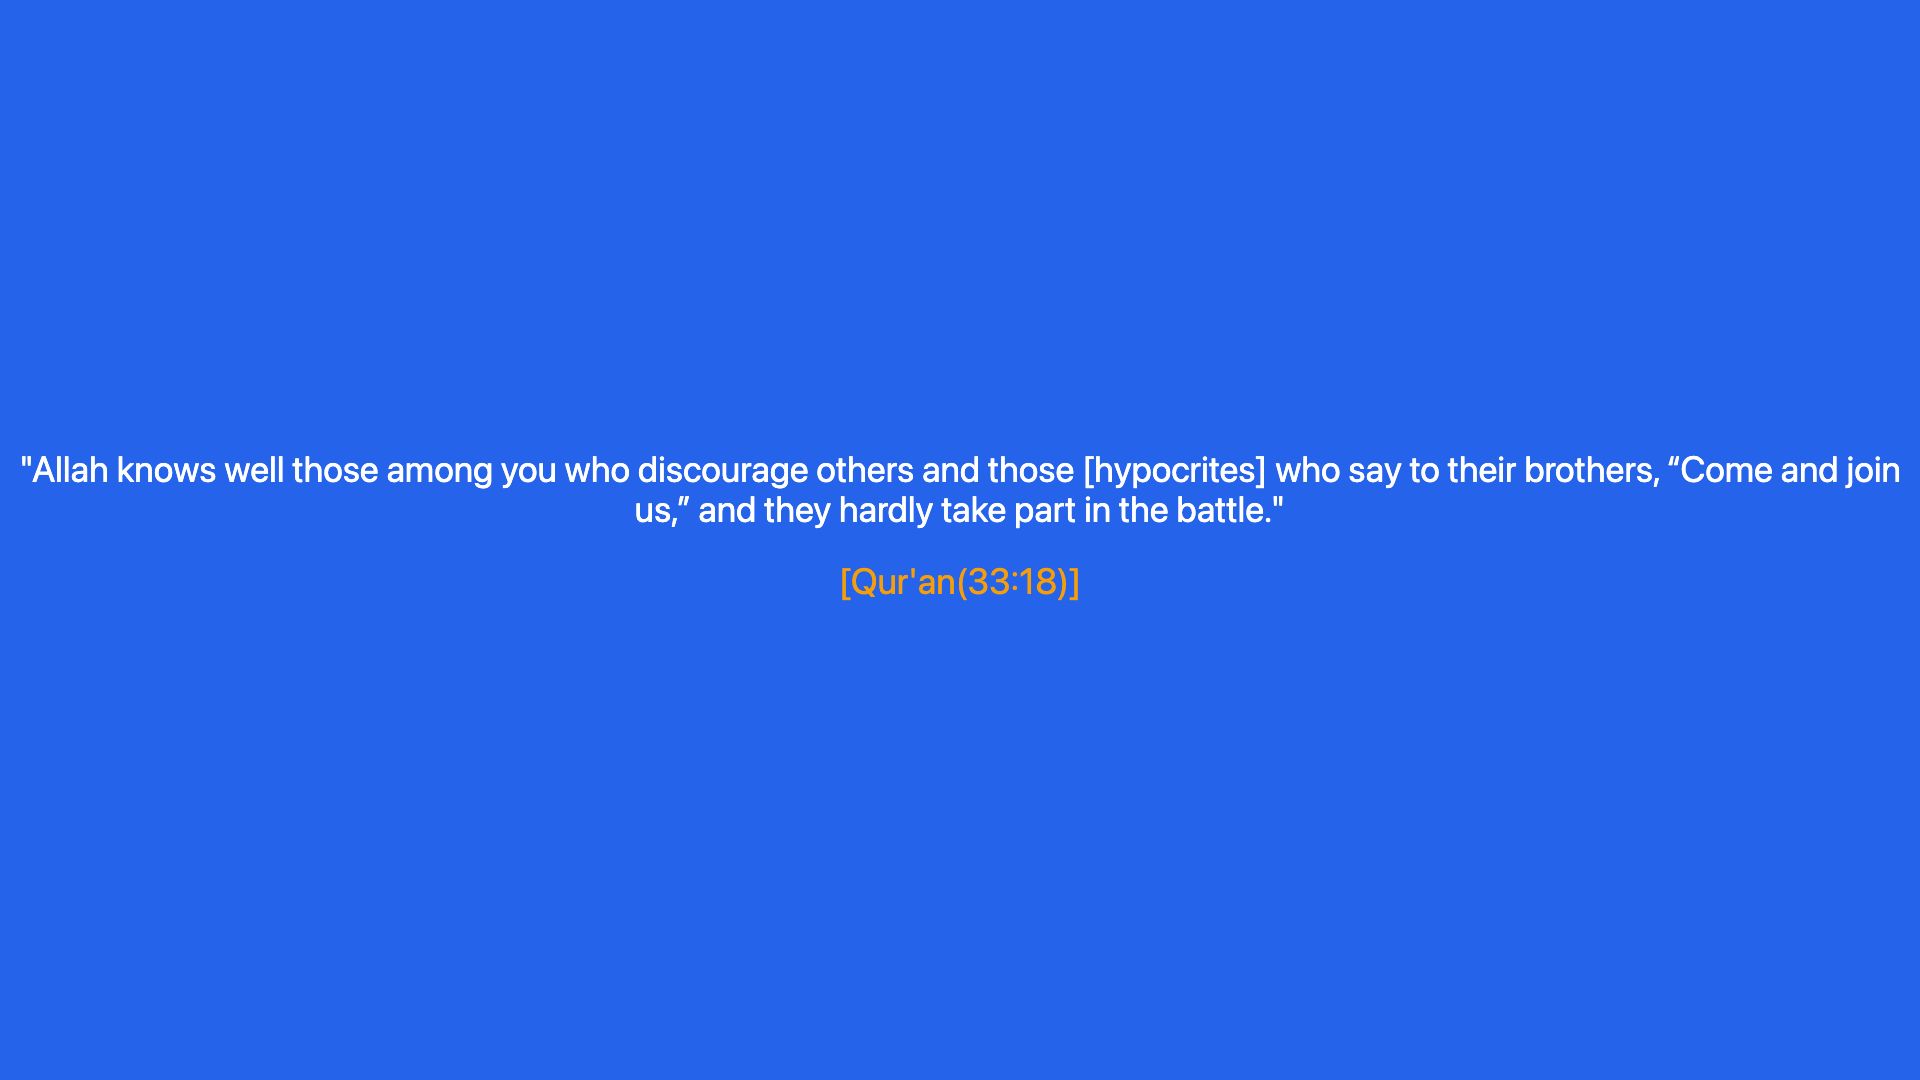 "Allah knows well those among you who discourage others and those [hypocrites] who say to their brothers, “Come and join
us,” and they hardly take part in the battle."
[Qur'an(33:18)]